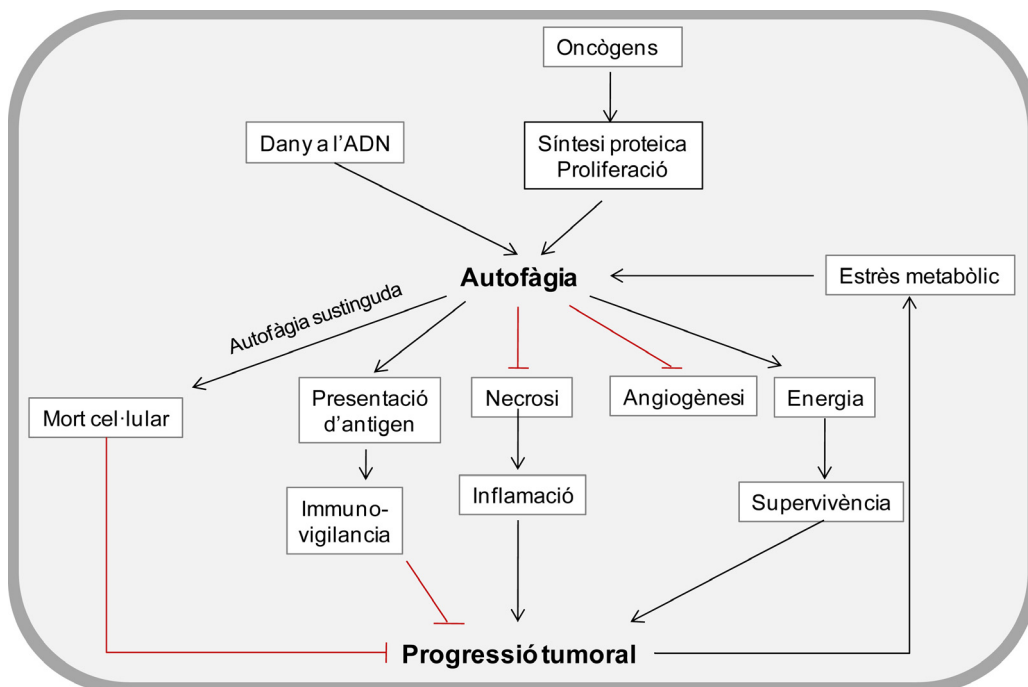 Oncògens
Dany a l'ADN
Síntesi proteica
Proliferació
Autofàgia
Estrès metabòlic
Autofàgia sustinguda
Mort cel·lular
Presentació
d'antigen
Necrosi
Angiogènesi
Energia
Immuno-
vigilancia
Inflamació
Supervivència
Progressió tumoral